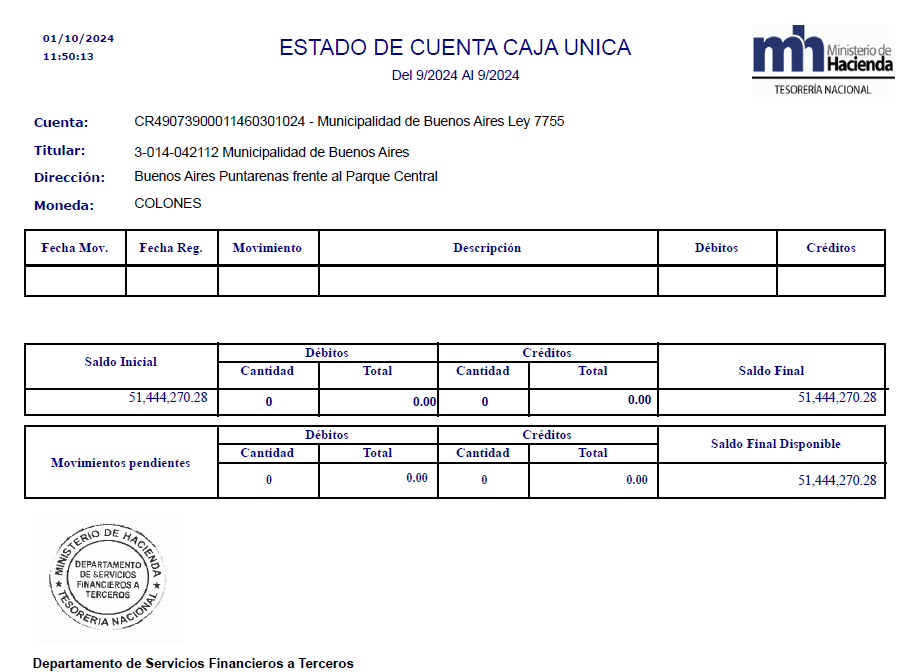 01/10/2024
11:50:13
ESTADO DE CUENTA CAJA UNICA
Del 9/2024 Al 9/2024
mh Ministerio de
Hacienda
TESORERÍA NACIONAL
Cuenta: CR49073900011460301024 - Municipalidad de Buenos Aires Ley 7755
Titular: 3-014-042112 Municipalidad de Buenos Aires
Dirección: Buenos Aires Puntarenas frente al Parque Central
Moneda: COLONES
Fecha Mov. Fecha Reg. Movimiento Descripción Débitos Créditos
Saldo Inicial Débitos Créditos Saldo Final
Cantidad Total Cantidad Total
51,444,270.28 0 0.00 0 0.00 51,444,270.28
Movimientos pendientes Débitos Créditos Saldo Final Disponible
Cantidad Total Cantidad Total
0 0.00 0 0.00 51,444,270.28
MINISTERIO DE HACIENDA
DEPARTAMENTO
DE SERVICIOS
FINANCIEROS A
TERCEROS
TESORERIA NACIONAL
Departamento de Servicios Financieros a Terceros